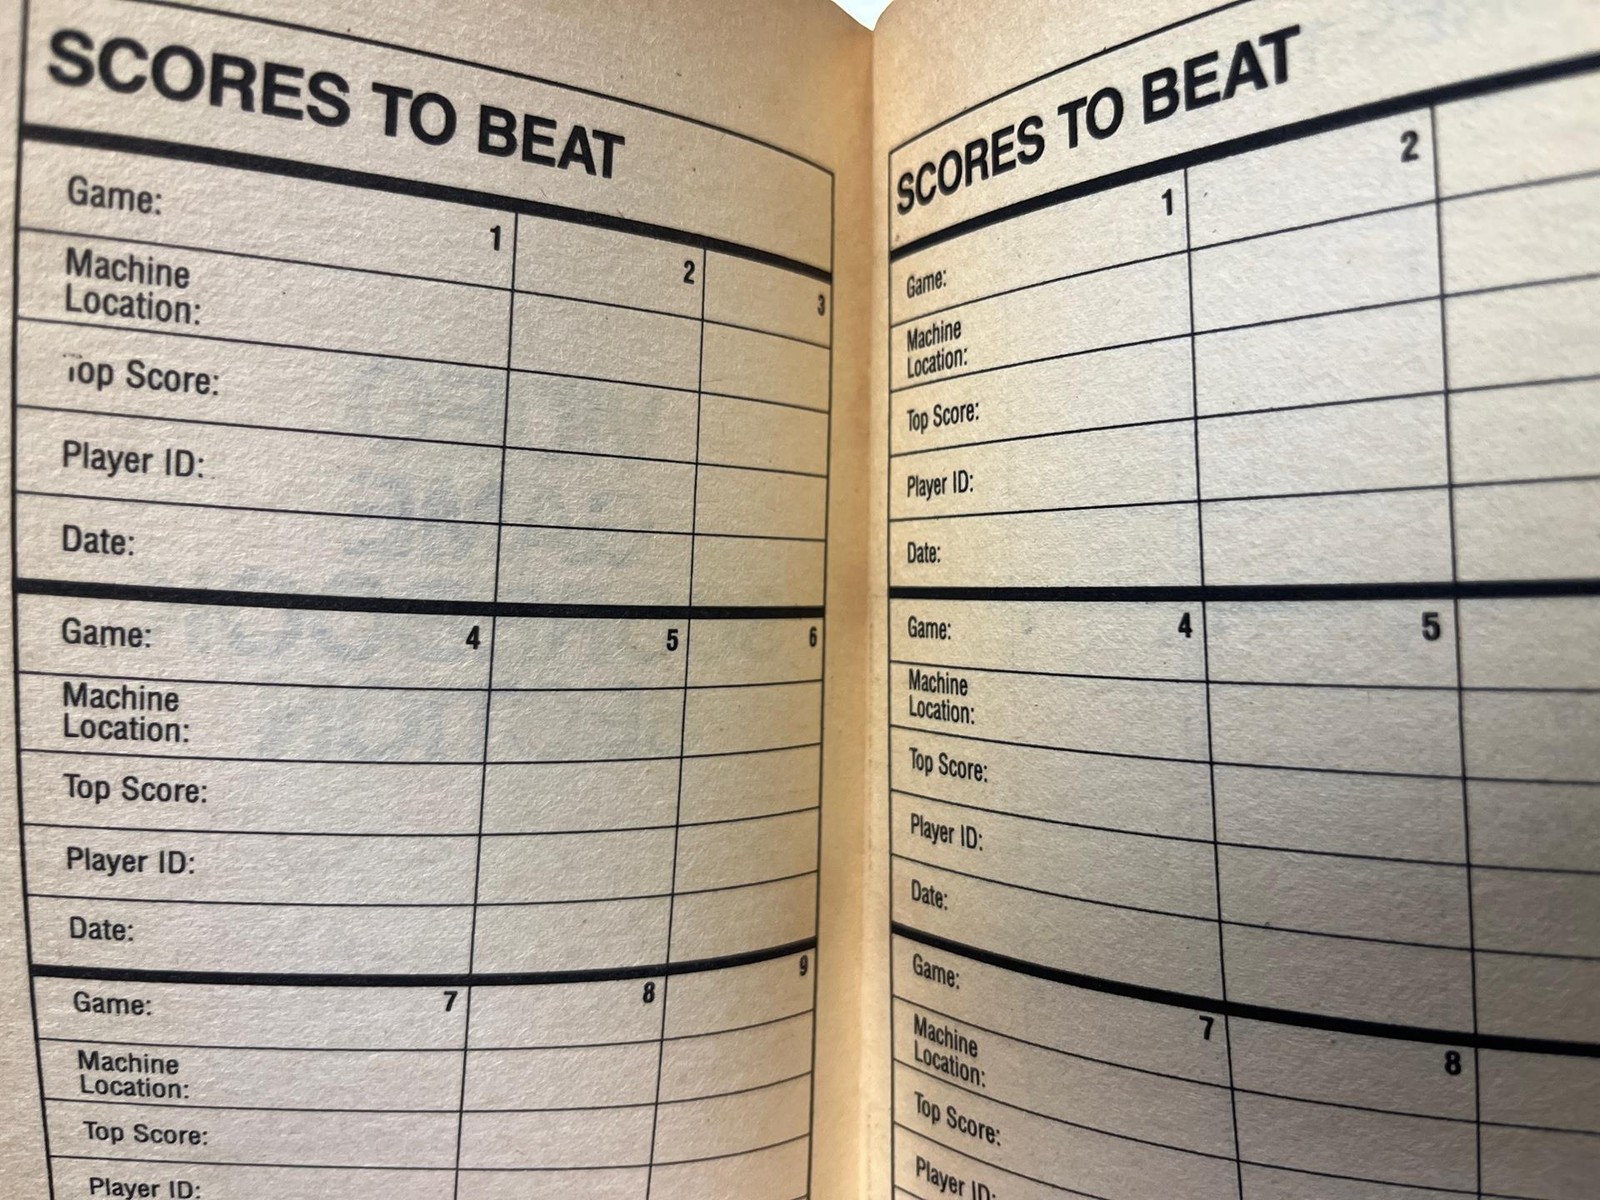 SCORES TO BEAT
Game: 1 2 3
Machine
Location:
Top Score:
Player ID:
Date:
Game: 4 5 6
Machine
Location:
Top Score:
Player ID:
Date:
Game: 7 8 9
Machine
Location:
Top Score:
Player ID:
SCORES TO BEAT
Game: 1 2
Machine
Location:
Top Score:
Player ID:
Date:
Game: 4 5
Machine
Location:
Top Score:
Player ID:
Date:
Game: 7 8
Machine
Location:
Top Score:
Player ID: